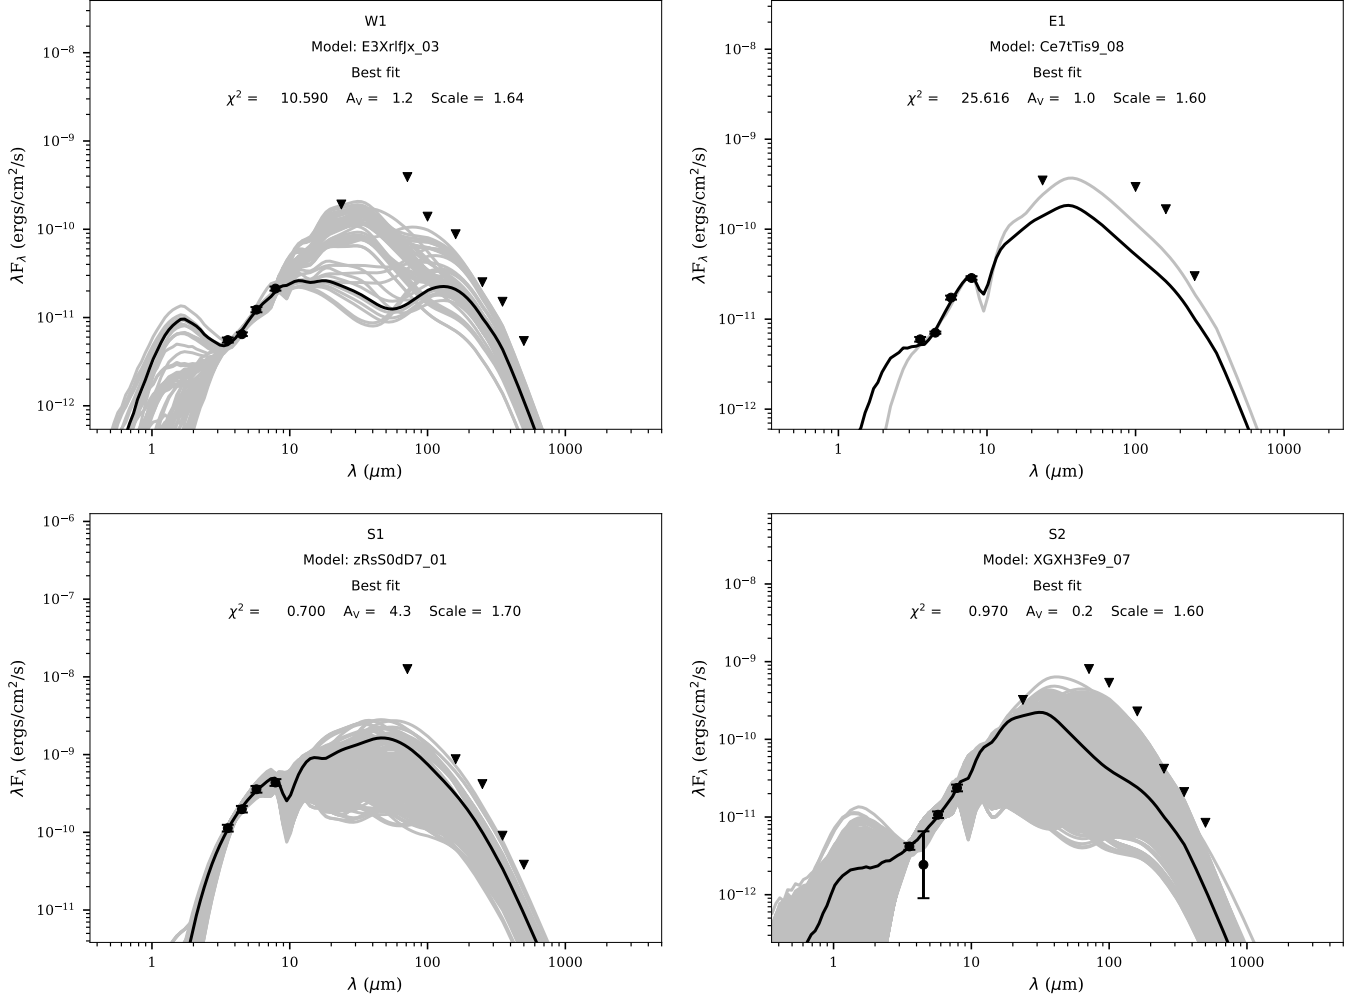 W1
Model: E3XrlfJx_03
Best fit
χ² = 10.590 A_V = 1.2 Scale = 1.64
10⁻⁸
10⁻⁹
10⁻¹⁰
10⁻¹¹
10⁻¹²
λF_λ (ergs/cm²/s)
1 10 100 1000
λ (μm)
E1
Model: Ce7tTis9_08
Best fit
χ² = 25.616 A_V = 1.0 Scale = 1.60
10⁻⁸
10⁻⁹
10⁻¹⁰
10⁻¹¹
10⁻¹²
λF_λ (ergs/cm²/s)
1 10 100 1000
λ (μm)
S1
Model: zRsS0dD7_01
Best fit
χ² = 0.700 A_V = 4.3 Scale = 1.70
10⁻⁶
10⁻⁷
10⁻⁸
10⁻⁹
10⁻¹⁰
10⁻¹¹
λF_λ (ergs/cm²/s)
1 10 100 1000
λ (μm)
S2
Model: XGXH3Fe9_07
Best fit
χ² = 0.970 A_V = 0.2 Scale = 1.60
10⁻⁸
10⁻⁹
10⁻¹⁰
10⁻¹¹
10⁻¹²
λF_λ (ergs/cm²/s)
1 10 100 1000
λ (μm)